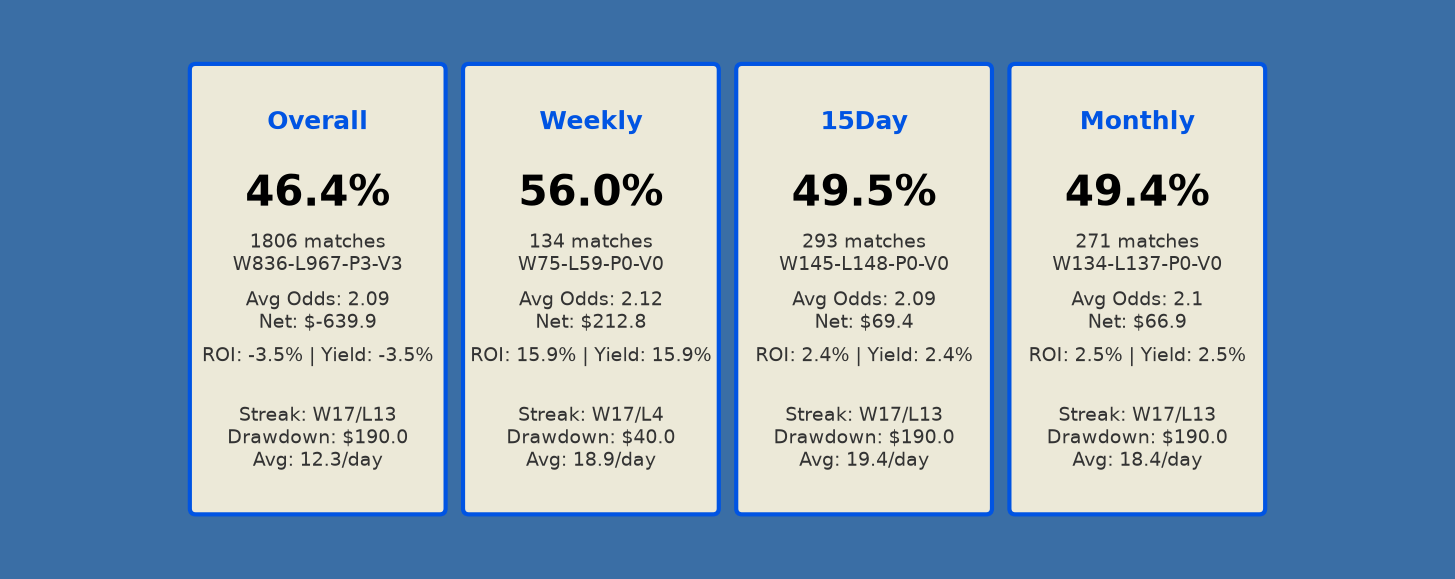 Overall
46.4%
1806 matches
W836-L967-P3-V3
Avg Odds: 2.09
Net: $-639.9
ROI: -3.5% | Yield: -3.5%
Streak: W17/L13
Drawdown: $190.0
Avg: 12.3/day
Weekly
56.0%
134 matches
W75-L59-P0-V0
Avg Odds: 2.12
Net: $212.8
ROI: 15.9% | Yield: 15.9%
Streak: W17/L4
Drawdown: $40.0
Avg: 18.9/day
15Day
49.5%
293 matches
W145-L148-P0-V0
Avg Odds: 2.09
Net: $69.4
ROI: 2.4% | Yield: 2.4%
Streak: W17/L13
Drawdown: $190.0
Avg: 19.4/day
Monthly
49.4%
271 matches
W134-L137-P0-V0
Avg Odds: 2.1
Net: $66.9
ROI: 2.5% | Yield: 2.5%
Streak: W17/L13
Drawdown: $190.0
Avg: 18.4/day